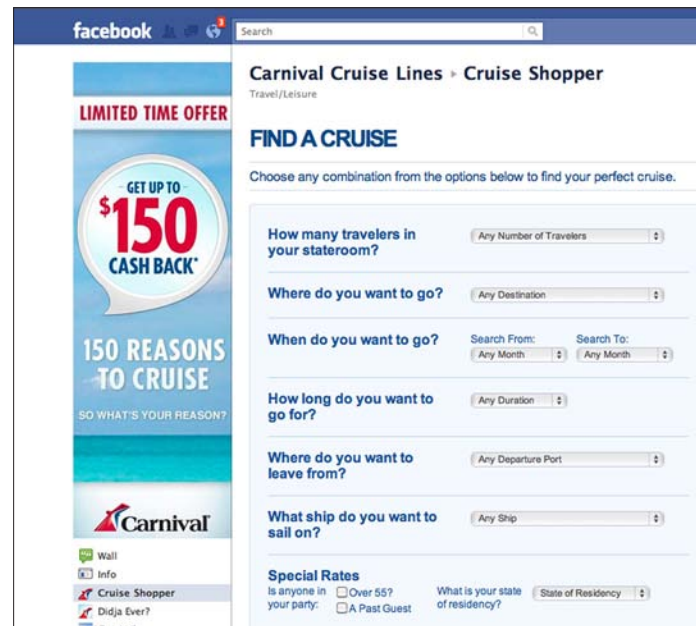 facebook
3
Search
LIMITED TIME OFFER
GET UP TO
$150
CASH BACK*
150 REASONS
TO CRUISE
SO WHAT'S YOUR REASON?
Carnival
Wall
Info
Cruise Shopper
Didja Ever?
Carnival Cruise Lines ▸ Cruise Shopper
Travel/Leisure
FIND A CRUISE
Choose any combination from the options below to find your perfect cruise.
How many travelers in
your stateroom?
Any Number of Travelers
Where do you want to go?
Any Destination
When do you want to go?
Search From:
Any Month
Search To:
Any Month
How long do you want to
go for?
Any Duration
Where do you want to
leave from?
Any Departure Port
What ship do you want to
sail on?
Any Ship
Special Rates
Is anyone in
your party:
Over 55?
A Past Guest
What is your state
of residency?
State of Residency